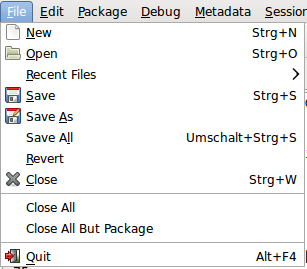 File Edit Package Debug Metadata
New Strg+N
Open Strg+O
Recent Files
Save Strg+S
Save As
Save All Umschalt+Strg+S
Revert
Close Strg+W
Close All
Close All But Package
Quit Alt+F4